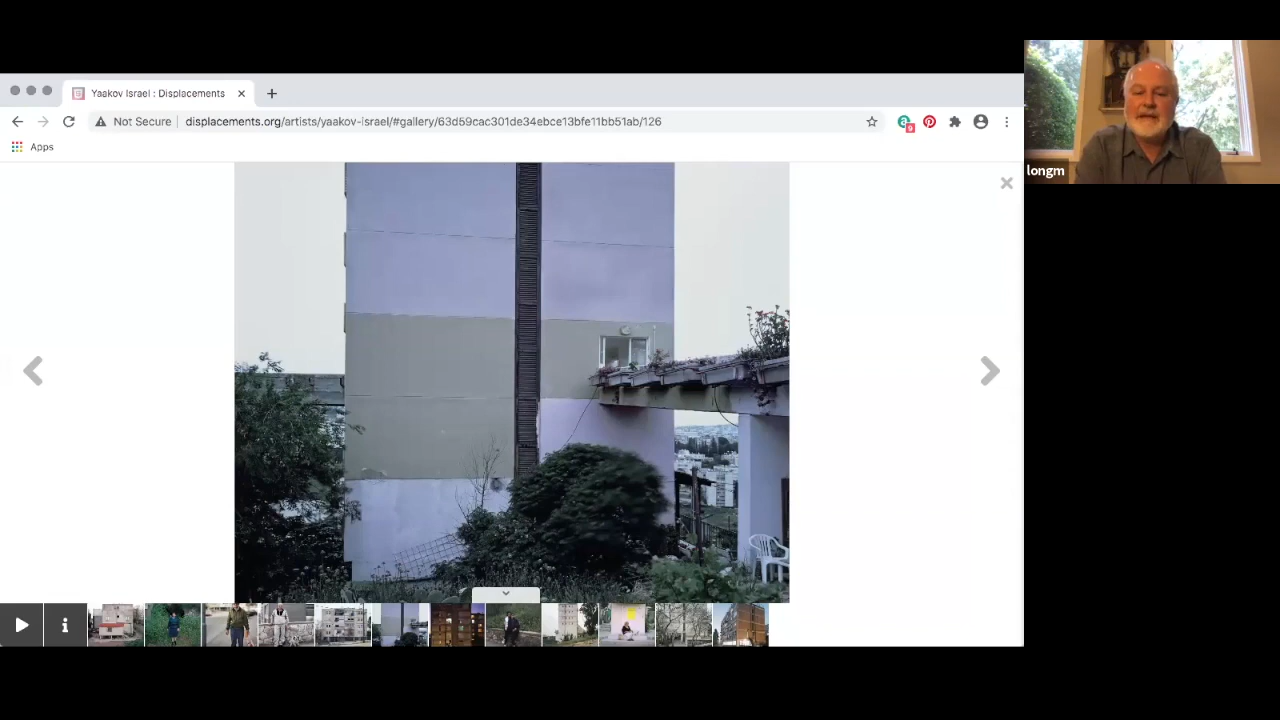 Yaakov Israel : Displacements
Not Secure
displacements.org/artists/yaakov-israel/#gallery/63d59cac301de34ebce13bfe11bb51ab/126
Apps
longm